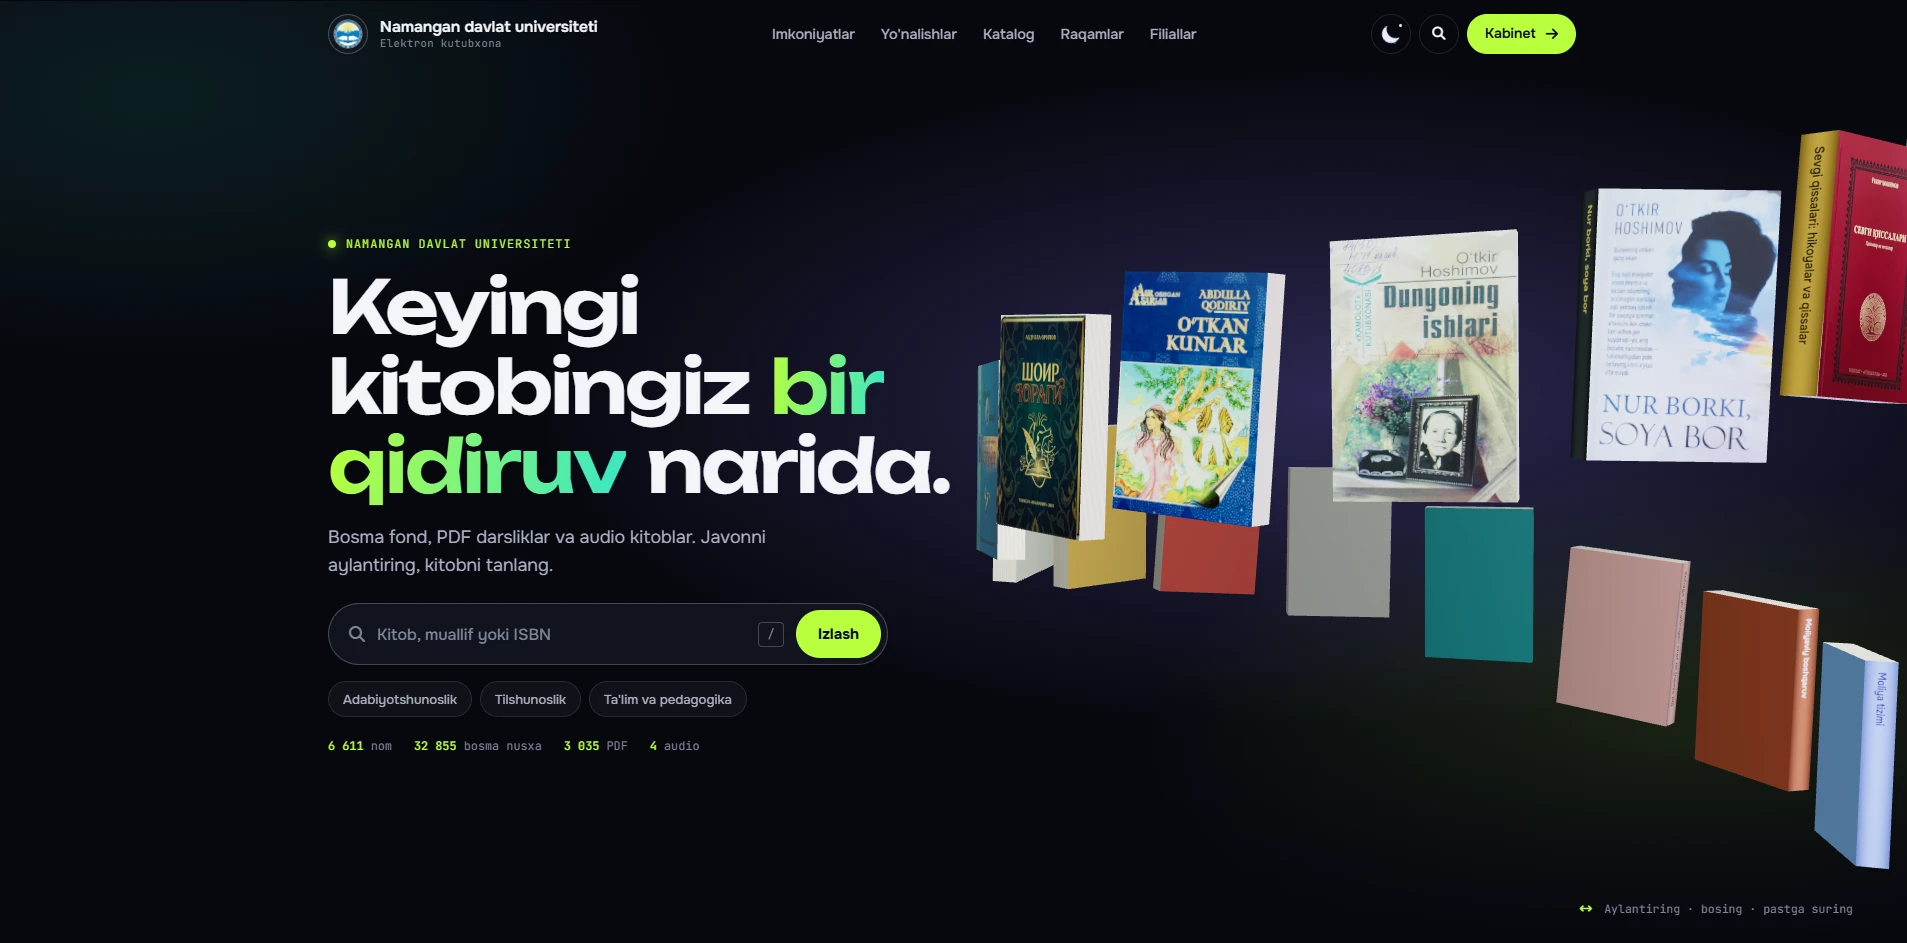 Namangan davlat universiteti
Elektron kutubxona
Imkoniyatlar
Yo'nalishlar
Katalog
Raqamlar
Filiallar
Kabinet →
NAMANGAN DAVLAT UNIVERSITETI
Keyingi
kitobingiz bir
qidiruv narida.
Bosma fond, PDF darsliklar va audio kitoblar. Javonni
aylantiring, kitobni tanlang.
Kitob, muallif yoki ISBN
/
Izlash
Adabiyotshunoslik
Tilshunoslik
Ta'lim va pedagogika
6 611 nom
32 855 bosma nusxa
3 035 PDF
4 audio
ШОИР
ABDULLA
QODIRIY
O'TKAN
KUNLAR
O'tkir
Hoshimov
Dunyoning
ishlari
Nur borki, soya bor
O'TKIR
HOSHIMOV
NUR BORKI,
SOYA BOR
Sevgi qissalari: hikoyalar va qissalar
СЕВГИ ҚИССАЛАРИ
Moliyaviy boshqaruv
Moliya tizimi
↔ Aylantiring · bosing · pastga suring